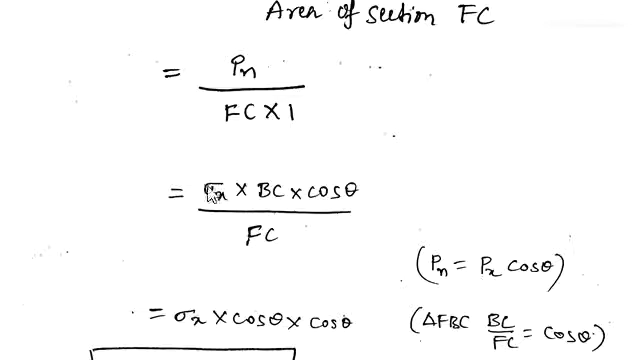 Area of section FC
= Pn
FC × 1
= σx × BC × cosθ
FC
(Pn = Px cosθ)
= σx × cosθ × cosθ
(ΔFBC BC/FC = cosθ)